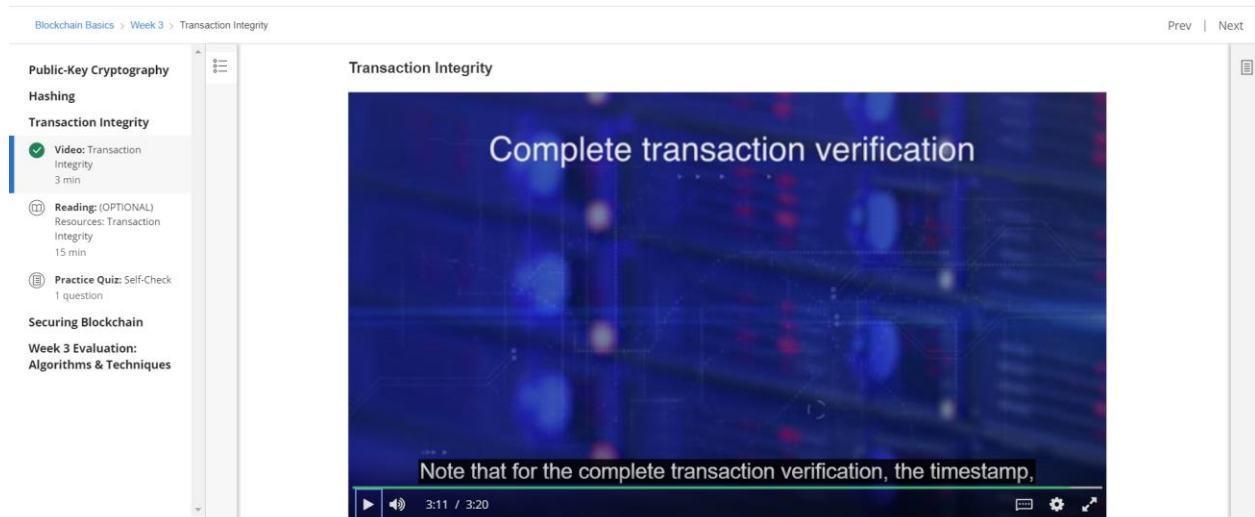 Blockchain Basics > Week 3 > Transaction Integrity
Prev | Next
Public-Key Cryptography
Hashing
Transaction Integrity
Video: Transaction
Integrity
3 min
Reading: (OPTIONAL)
Resources: Transaction
Integrity
15 min
Practice Quiz: Self-Check
1 question
Securing Blockchain
Week 3 Evaluation:
Algorithms & Techniques
Transaction Integrity
Complete transaction verification
Note that for the complete transaction verification, the timestamp,
3:11 / 3:20